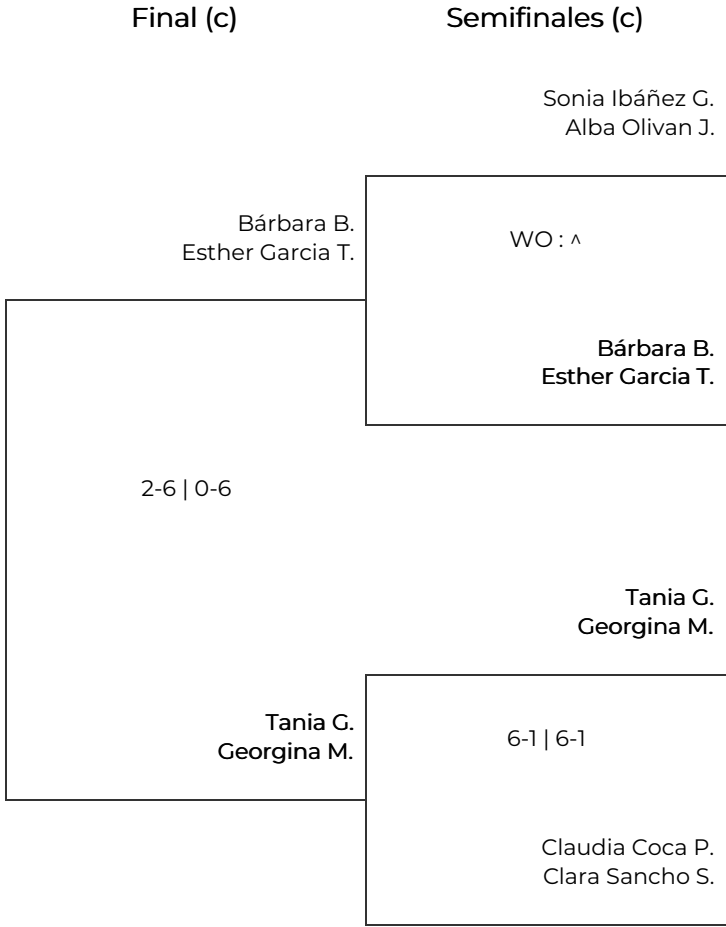 Final (c)
Semifinales (c)
Sonia Ibáñez G.
Alba Olivan J.
Bárbara B.
Esther Garcia T.
WO : ^
Bárbara B.
Esther Garcia T.
2-6 | 0-6
Tania G.
Georgina M.
Tania G.
Georgina M.
6-1 | 6-1
Claudia Coca P.
Clara Sancho S.